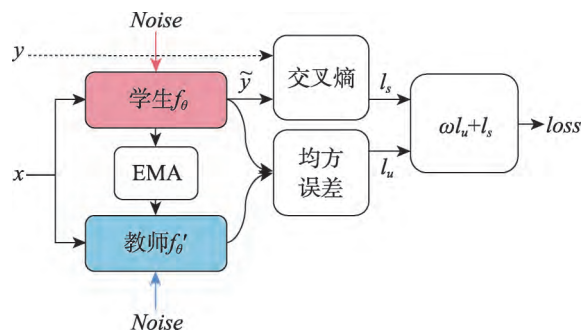 Noise
y
学生f_θ
ỹ
交叉熵
l_s
x
EMA
均方
误差
l_u
ωl_u+l_s
loss
教师f_θ'
Noise